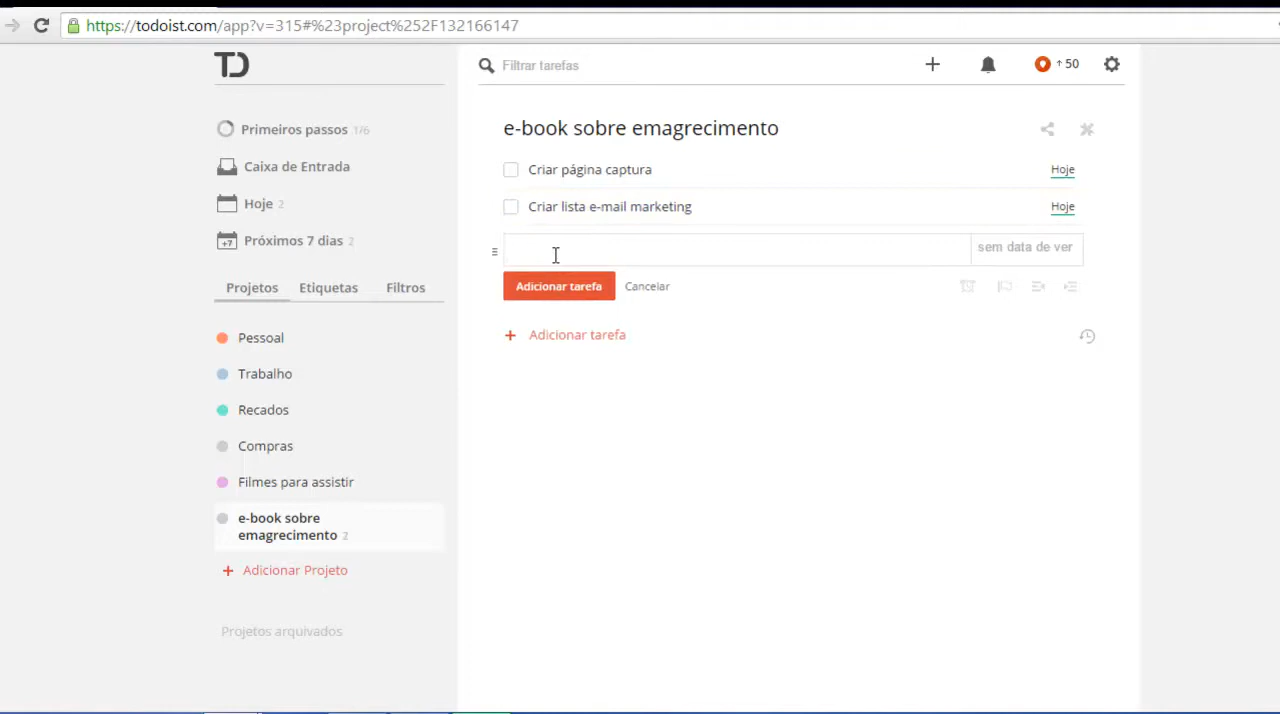 https://todoist.com/app?v=315#%23project%252F132166147
TD
Filtrar tarefas
↑ 50
Primeiros passos 1/6
Caixa de Entrada
Hoje 2
+7 Próximos 7 dias 2
Projetos Etiquetas Filtros
Pessoal
Trabalho
Recados
Compras
Filmes para assistir
e-book sobre
emagrecimento 2
+ Adicionar Projeto
Projetos arquivados
e-book sobre emagrecimento
Criar página captura Hoje
Criar lista e-mail marketing Hoje
sem data de ver
Adicionar tarefa Cancelar
+ Adicionar tarefa